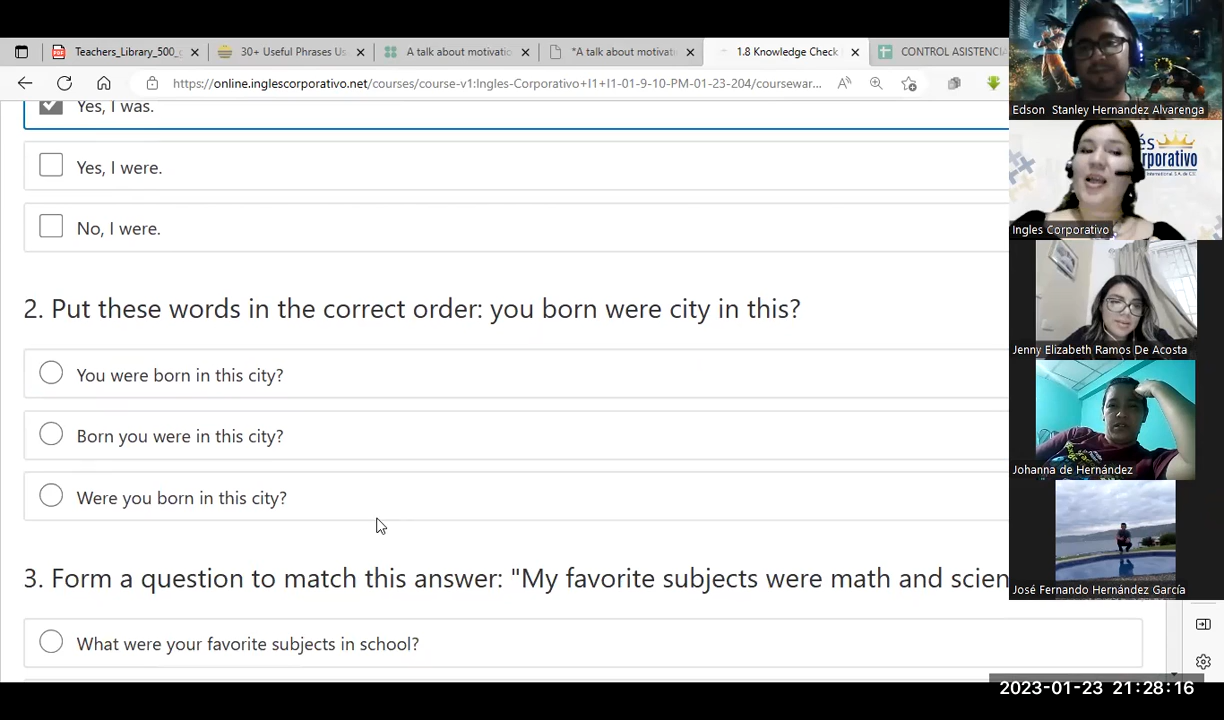 Teachers_Library_500_
30+ Useful Phrases Us
A talk about motivatio
*A talk about motivati
1.8 Knowledge Check
CONTROL ASISTENCIA
https://online.inglescorporativo.net/courses/course-v1:Ingles-Corporativo+I1+I1-01-9-10-PM-01-23-204/coursewar...
Yes, I was.
Yes, I were.
No, I were.
2. Put these words in the correct order: you born were city in this?
You were born in this city?
Born you were in this city?
Were you born in this city?
3. Form a question to match this answer: "My favorite subjects were math and scien
What were your favorite subjects in school?
Edson Stanley Hernandez Alvarenga
és
rporativo
Ingles Corporativo
Jenny Elizabeth Ramos De Acosta
Johanna de Hernández
José Fernando Hernández García
2023-01-23 21:28:16